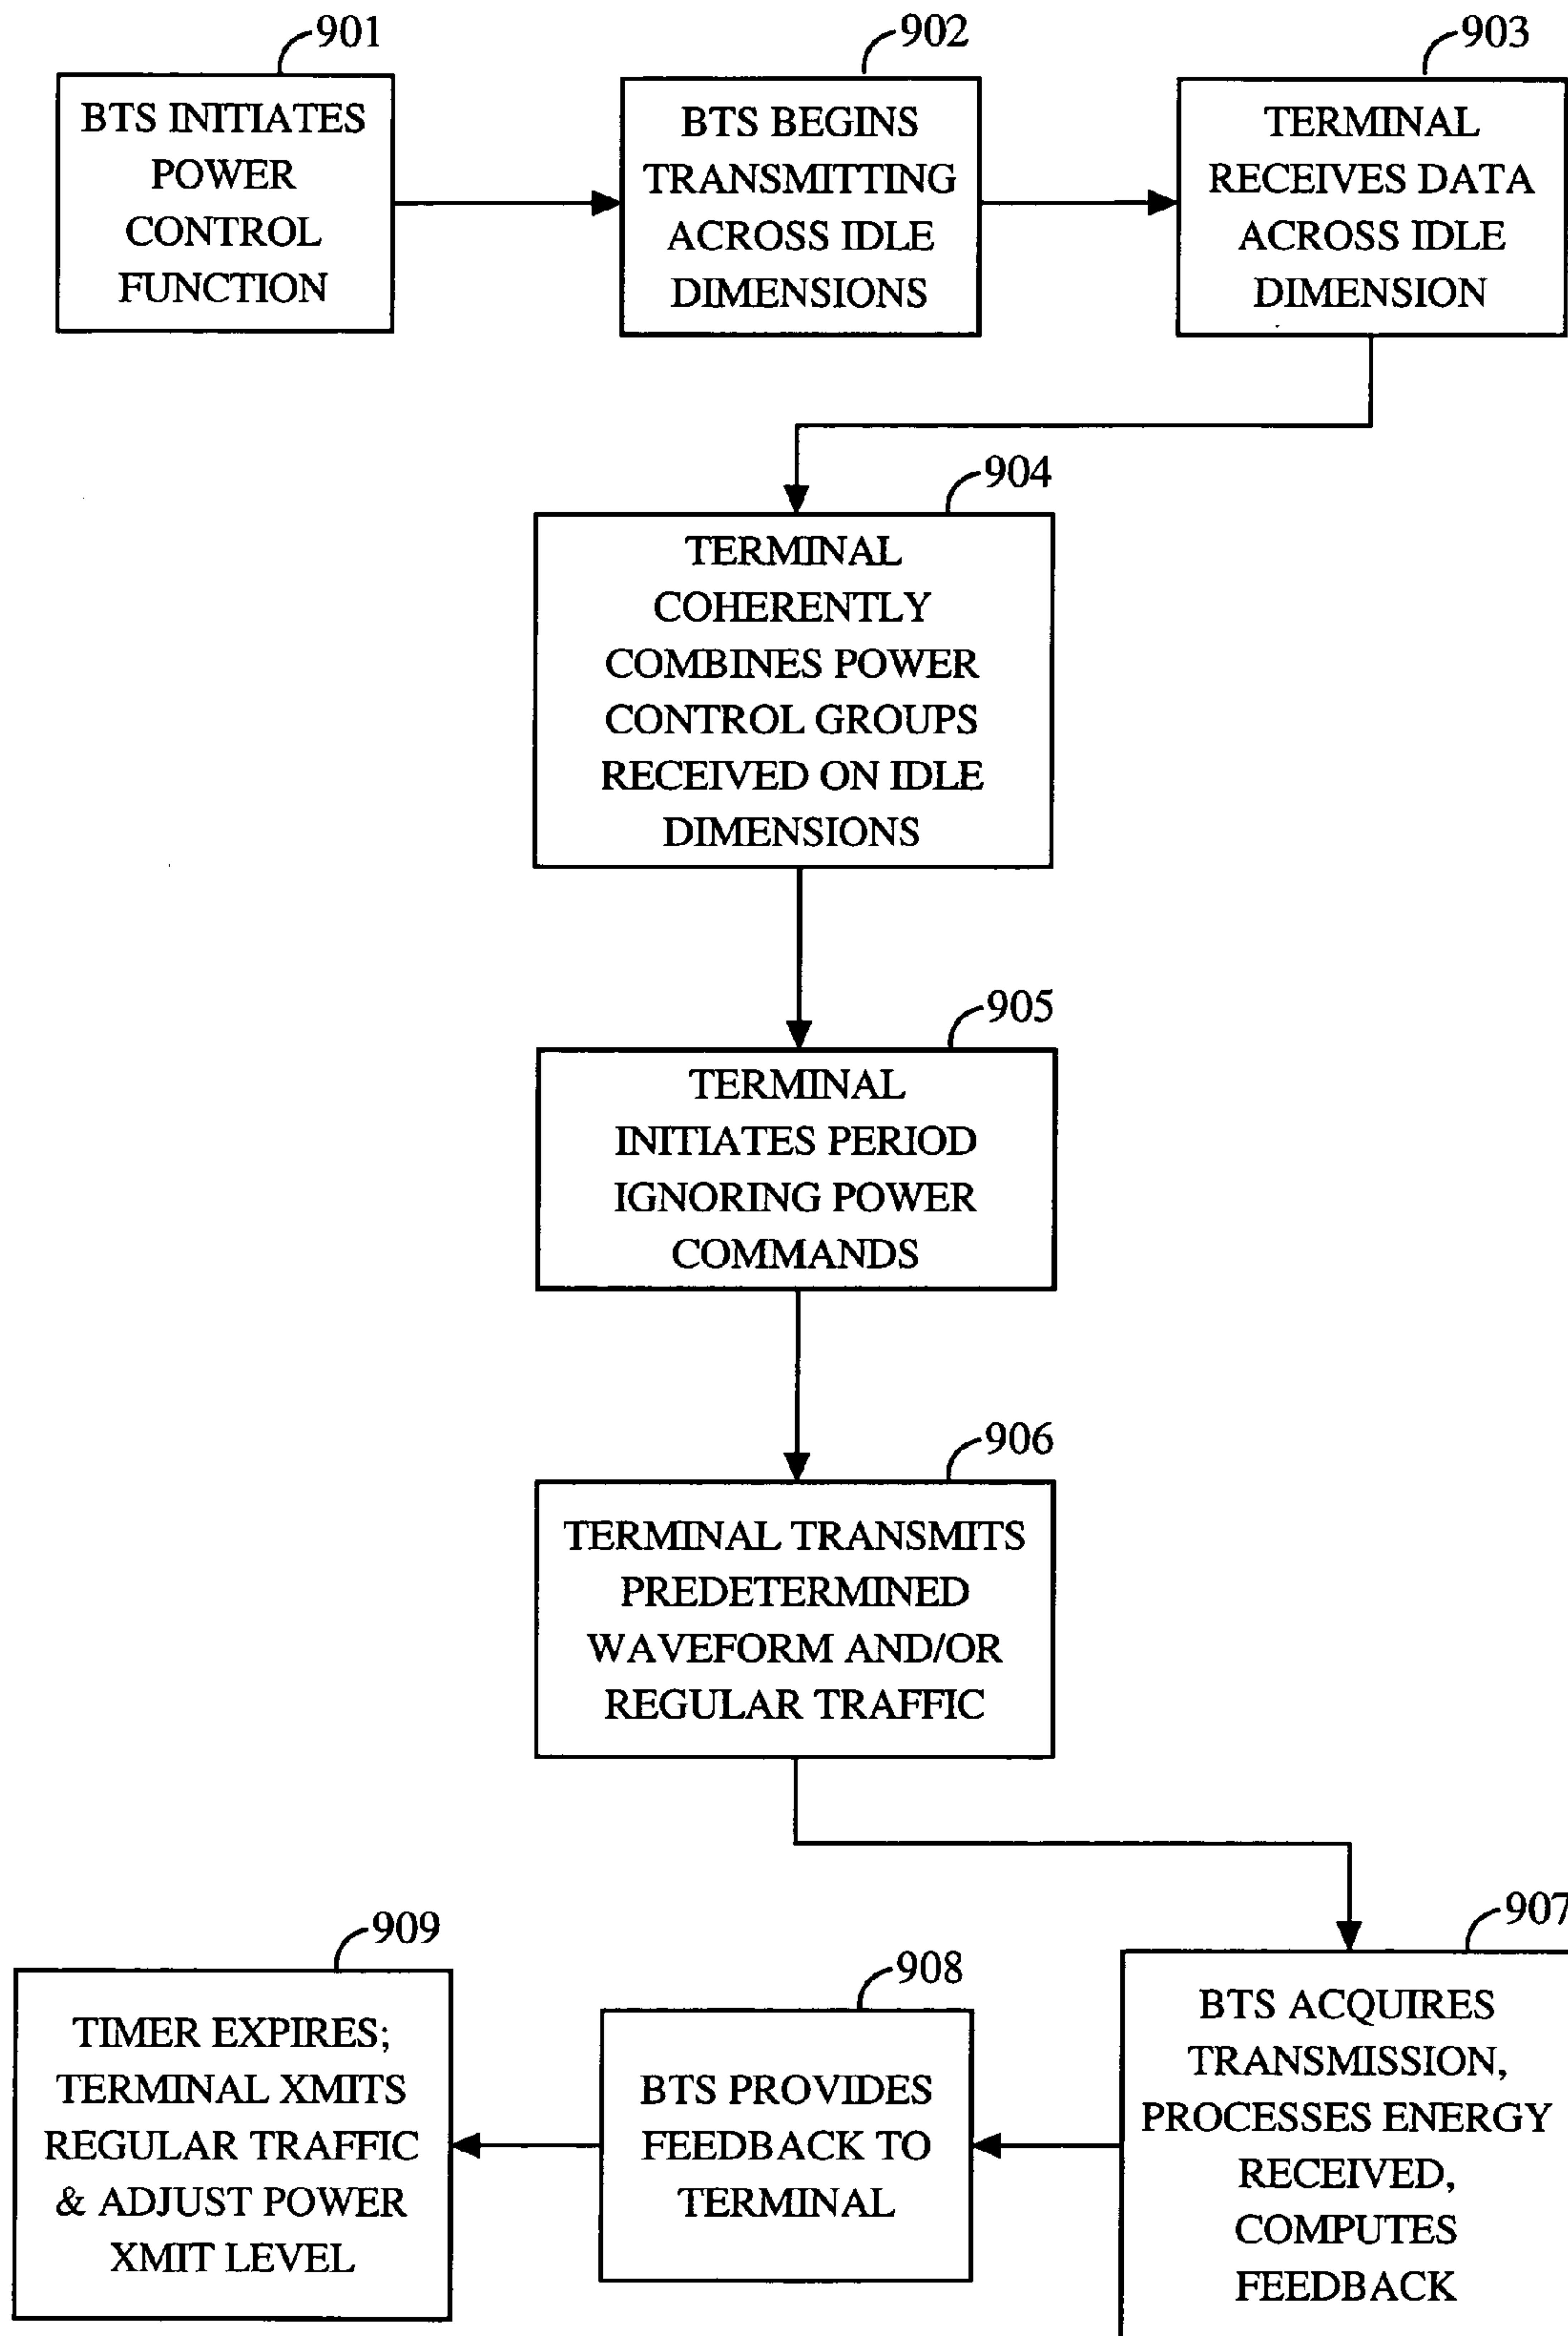 901
BTS INITIATES
POWER
CONTROL
FUNCTION
902
BTS BEGINS
TRANSMITTING
ACROSS IDLE
DIMENSIONS
903
TERMINAL
RECEIVES DATA
ACROSS IDLE
DIMENSION
904
TERMINAL
COHERENTLY
COMBINES POWER
CONTROL GROUPS
RECEIVED ON IDLE
DIMENSIONS
905
TERMINAL
INITIATES PERIOD
IGNORING POWER
COMMANDS
906
TERMINAL TRANSMITS
PREDETERMINED
WAVEFORM AND/OR
REGULAR TRAFFIC
907
BTS ACQUIRES
TRANSMISSION,
PROCESSES ENERGY
RECEIVED,
COMPUTES
FEEDBACK
908
BTS PROVIDES
FEEDBACK TO
TERMINAL
909
TIMER EXPIRES;
TERMINAL XMITS
REGULAR TRAFFIC
& ADJUST POWER
XMIT LEVEL